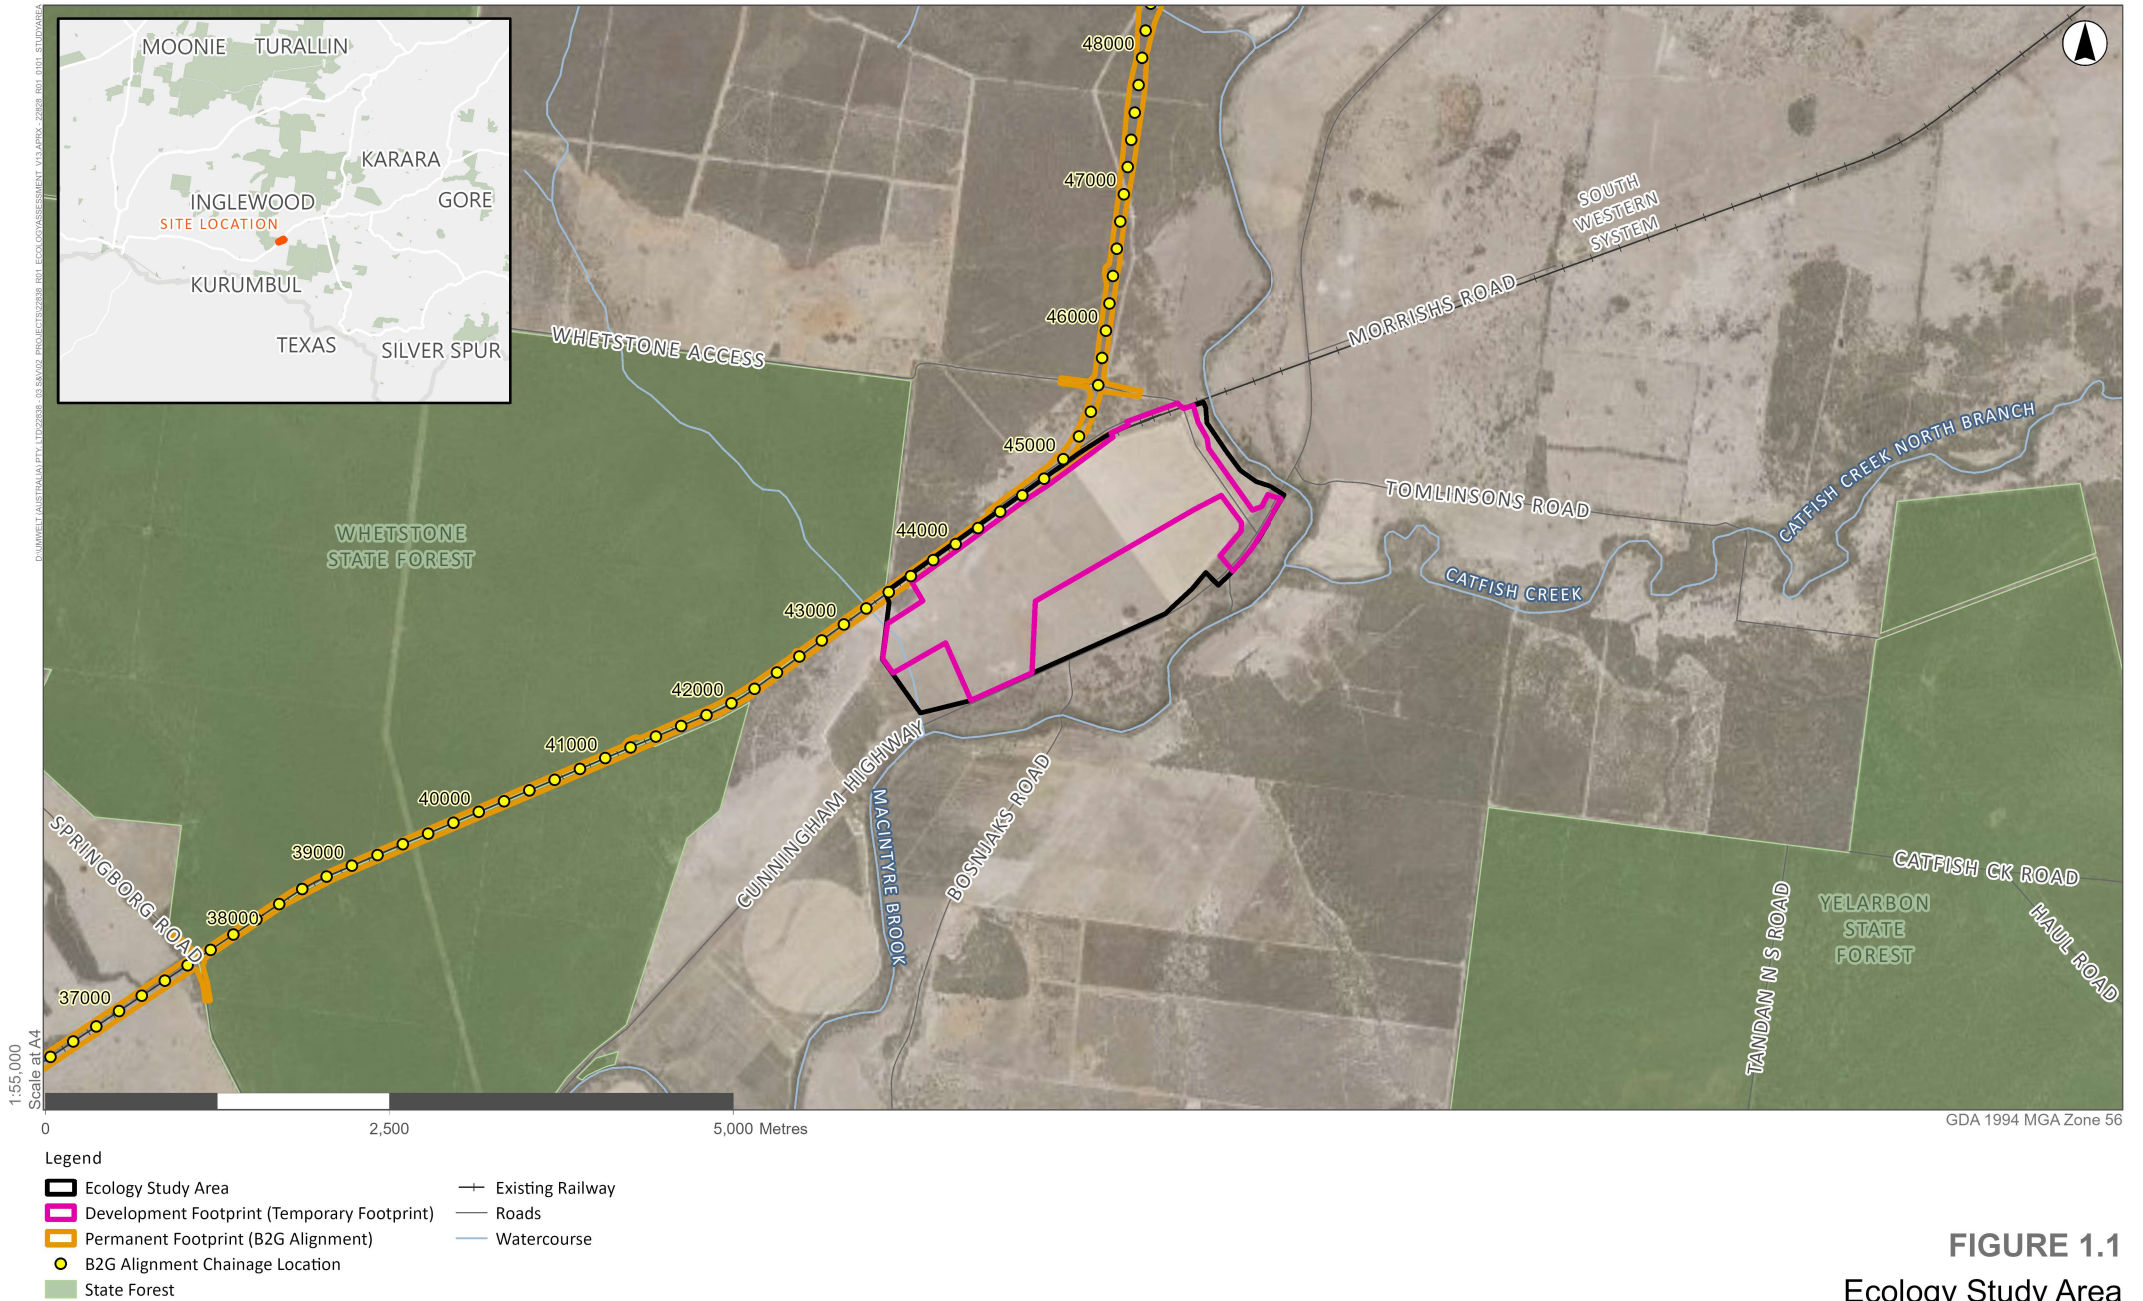 MOONIE
TURALLIN
KARARA
INGLEWOOD
GORE
SITE LOCATION
KURUMBUL
TEXAS
SILVER SPUR
48000
47000
46000
45000
44000
43000
42000
41000
40000
39000
38000
37000
SOUTH
WESTERN
SYSTEM
MORRISHS ROAD
WHETSTONE ACCESS
TOMLINSONS ROAD
CATFISH CREEK NORTH BRANCH
CATFISH CREEK
WHETSTONE
STATE FOREST
CUNNINGHAM HIGHWAY
MACINTYRE BROOK
BOSNJAKS ROAD
SPRINGBORG ROAD
CATFISH CK ROAD
YELARBON
STATE
FOREST
TANDAN N S ROAD
HAUL ROAD
1:55,000
Scale at A4
0
2,500
5,000 Metres
GDA 1994 MGA Zone 56
Legend
Ecology Study Area
Development Footprint (Temporary Footprint)
Permanent Footprint (B2G Alignment)
B2G Alignment Chainage Location
State Forest
Existing Railway
Roads
Watercourse
FIGURE 1.1
Ecology Study Area